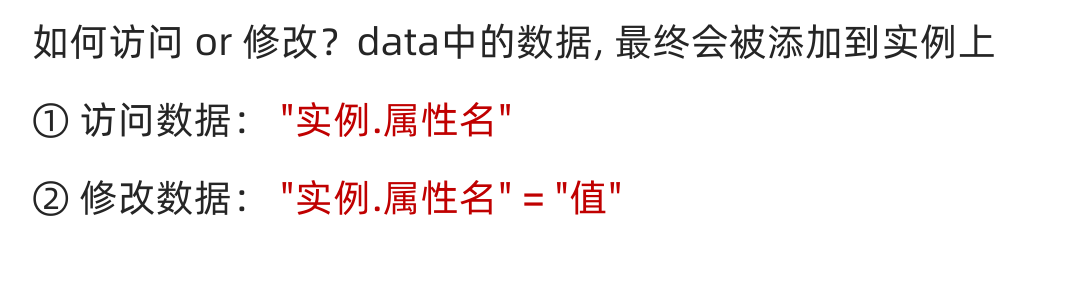 如何访问 or 修改？data中的数据, 最终会被添加到实例上
① 访问数据： "实例.属性名"
② 修改数据： "实例.属性名" = "值"